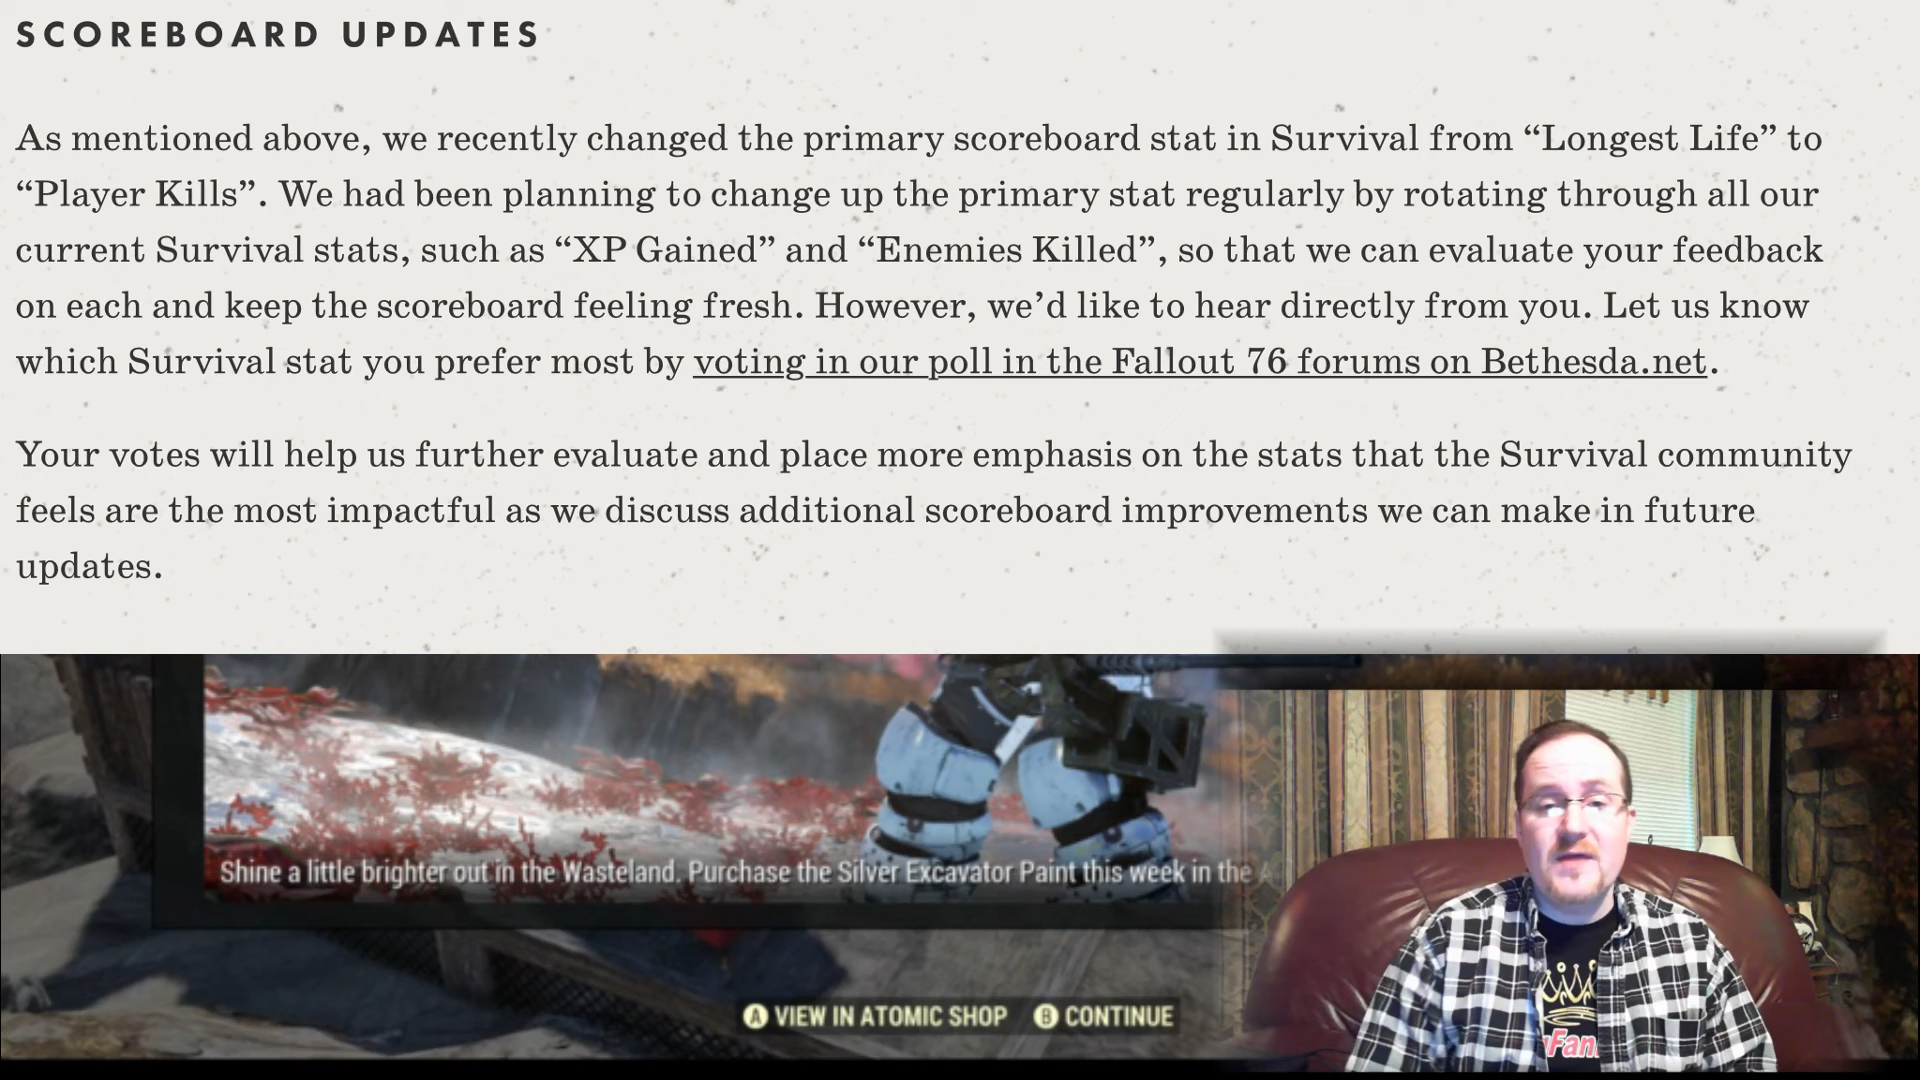 SCOREBOARD UPDATES
As mentioned above, we recently changed the primary scoreboard stat in Survival from “Longest Life” to
“Player Kills”. We had been planning to change up the primary stat regularly by rotating through all our
current Survival stats, such as “XP Gained” and “Enemies Killed”, so that we can evaluate your feedback
on each and keep the scoreboard feeling fresh. However, we’d like to hear directly from you. Let us know
which Survival stat you prefer most by voting in our poll in the Fallout 76 forums on Bethesda.net.
Your votes will help us further evaluate and place more emphasis on the stats that the Survival community
feels are the most impactful as we discuss additional scoreboard improvements we can make in future
updates.
Shine a little brighter out in the Wasteland. Purchase the Silver Excavator Paint this week in the
A VIEW IN ATOMIC SHOP B CONTINUE